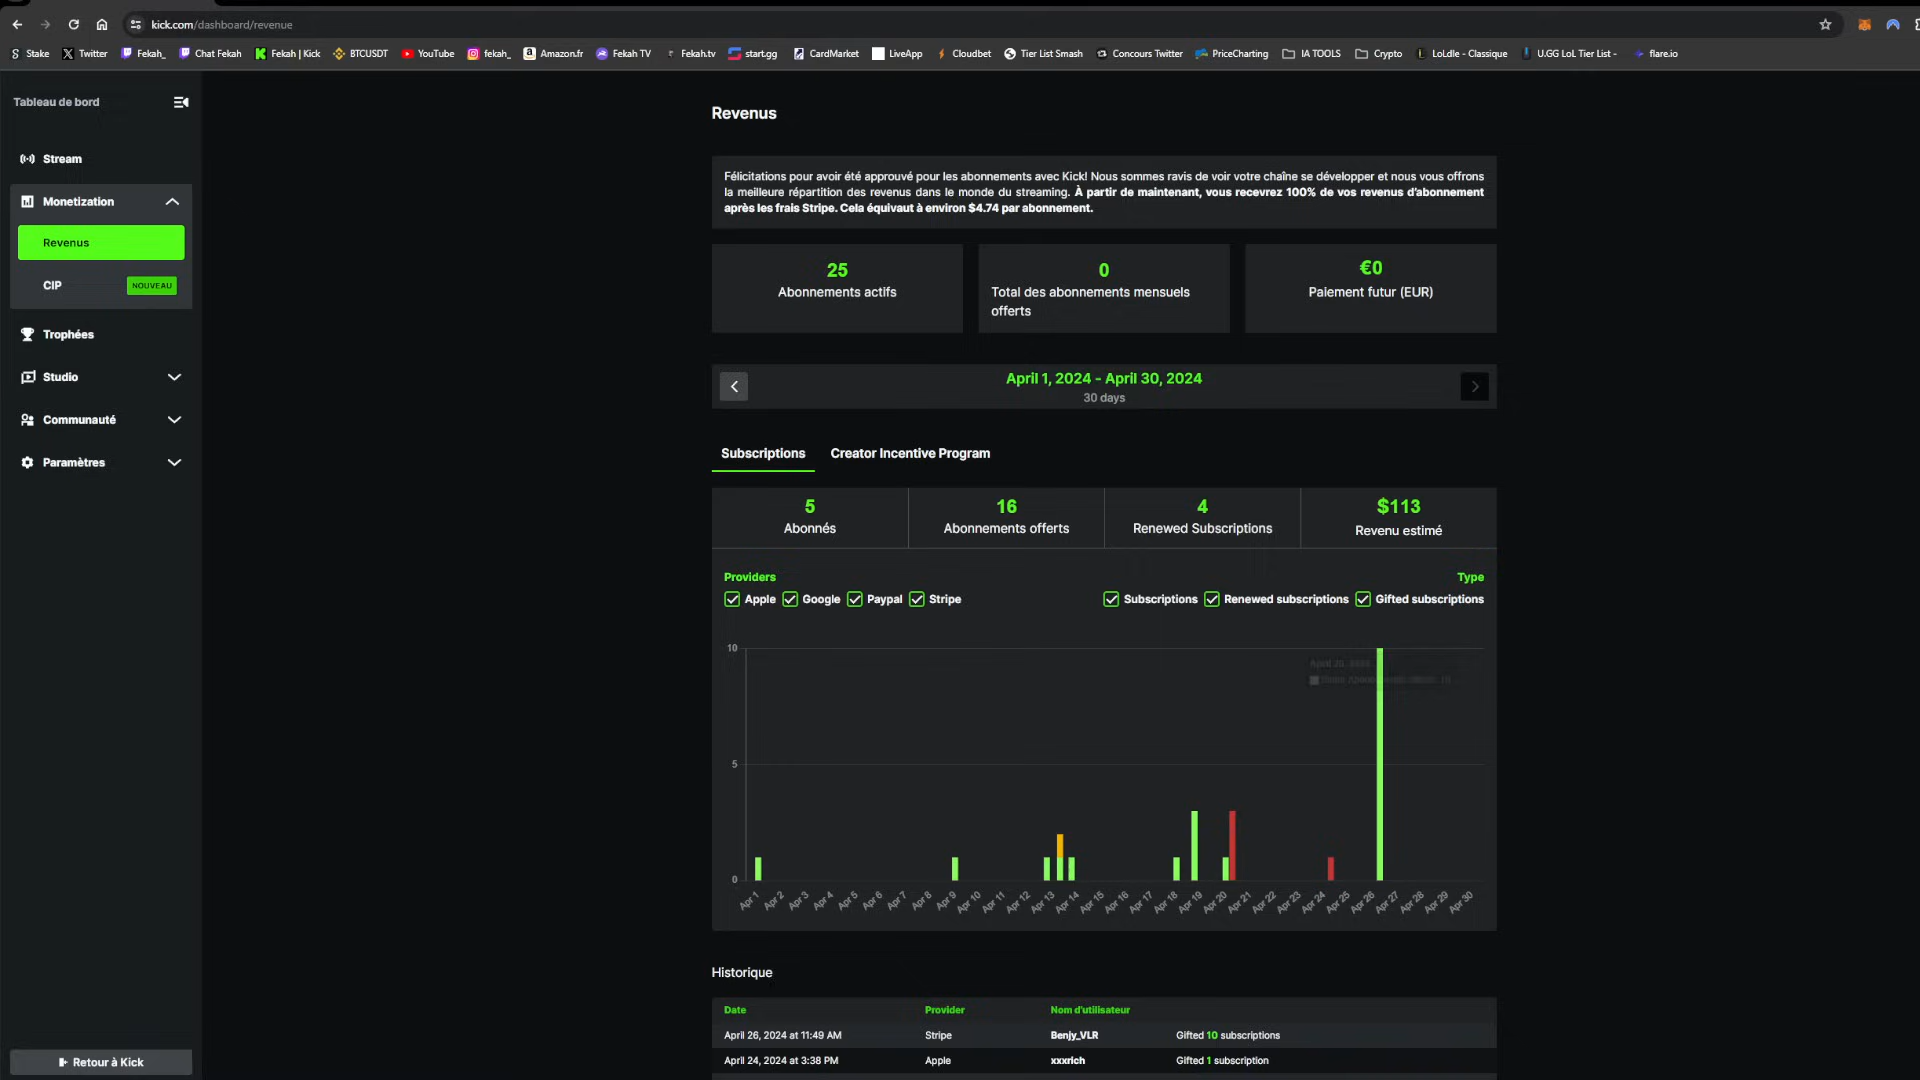 kick.com/dashboard/revenue
Stake Twitter Fekah_ Chat Fekah Fekah | Kick BTCUSDT YouTube fekah_ Amazon.fr Fekah TV Fekah.tv start.gg CardMarket LiveApp Cloudbet Tier List Smash Concours Twitter PriceCharting IA TOOLS Crypto LoLdle - Classique U.GG LoL Tier List - flare.io
Tableau de bord
Stream
Monetization
Revenus
CIP NOUVEAU
Trophées
Studio
Communauté
Paramètres
Retour à Kick
Revenus
Félicitations pour avoir été approuvé pour les abonnements avec Kick! Nous sommes ravis de voir votre chaîne se développer et nous vous offrons
la meilleure répartition des revenus dans le monde du streaming. À partir de maintenant, vous recevrez 100% de vos revenus d'abonnement
après les frais Stripe. Cela équivaut à environ $4.74 par abonnement.
25
Abonnements actifs
0
Total des abonnements mensuels
offerts
€0
Paiement futur (EUR)
April 1, 2024 - April 30, 2024
30 days
Subscriptions Creator Incentive Program
5
Abonnés
16
Abonnements offerts
4
Renewed Subscriptions
$113
Revenu estimé
Providers Type
Apple Google Paypal Stripe Subscriptions Renewed subscriptions Gifted subscriptions
10
5
0
Apr 1 Apr 2 Apr 3 Apr 4 Apr 5 Apr 6 Apr 7 Apr 8 Apr 9 Apr 10 Apr 11 Apr 12 Apr 13 Apr 14 Apr 15 Apr 16 Apr 17 Apr 18 Apr 19 Apr 20 Apr 21 Apr 22 Apr 23 Apr 24 Apr 25 Apr 26 Apr 27 Apr 28 Apr 29 Apr 30
Historique
Date Provider Nom d'utilisateur
April 26, 2024 at 11:49 AM Stripe Benjy_VLR Gifted 10 subscriptions
April 24, 2024 at 3:38 PM Apple xxxrich Gifted 1 subscription